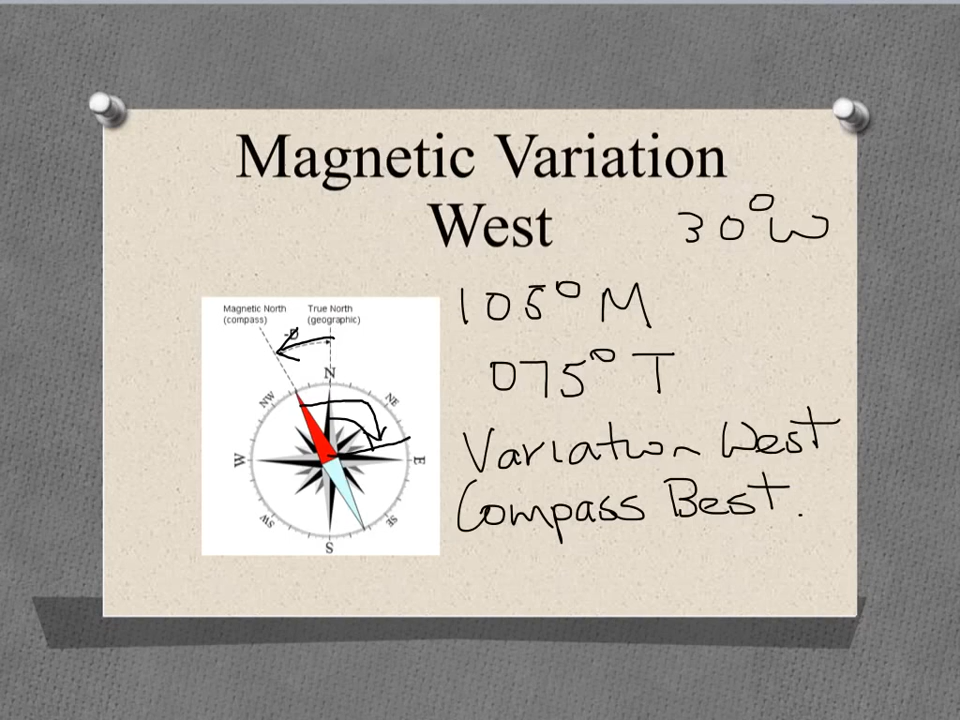 Magnetic Variation
West
30°W
105°M
075°T
Variation West
Compass Best.
Magnetic North
(compass)
True North
(geographic)
N
NW
NE
W
E
SW
SE
S